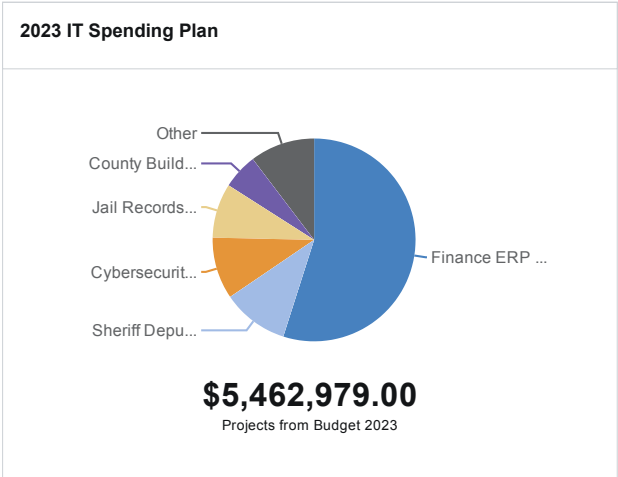 2023 IT Spending Plan
Other
County Build...
Jail Records...
Cybersecurit...
Sheriff Depu...
Finance ERP ...
$5,462,979.00
Projects from Budget 2023